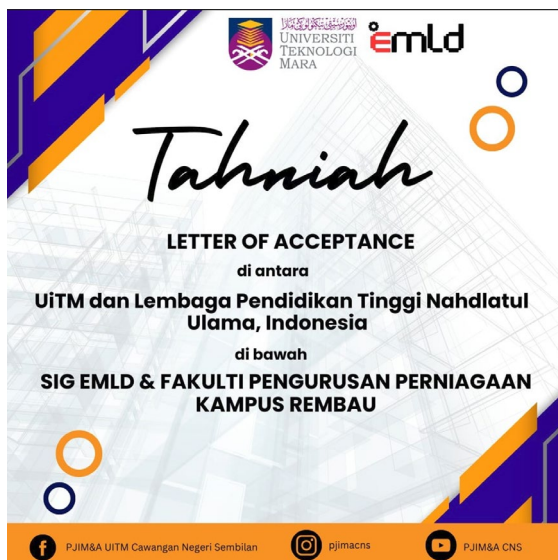 UNIVERSITI
TEKNOLOGI
MARA
emld
Tahniah
LETTER OF ACCEPTANCE
di antara
UiTM dan Lembaga Pendidikan Tinggi Nahdlatul
Ulama, Indonesia
di bawah
SIG EMLD & FAKULTI PENGURUSAN PERNIAGAAN
KAMPUS REMBAU
PJIM&A UITM Cawangan Negeri Sembilan
pjimacns
PJIM&A CNS